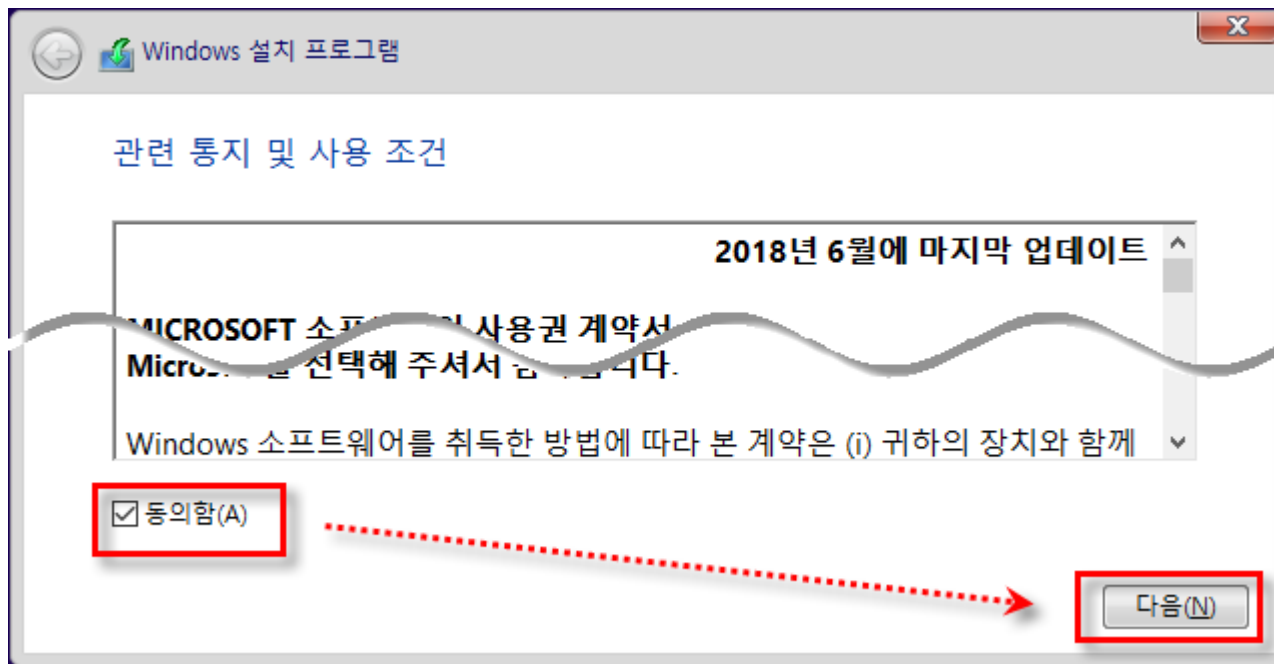 Windows 설치 프로그램
관련 통지 및 사용 조건
2018년 6월에 마지막 업데이트
MICROSOFT 사용권 계약서
선택해 주셔서
Windows 소프트웨어를 취득한 방법에 따라 본 계약은 (i) 귀하의 장치와 함께
동의함(A)
다음(N)